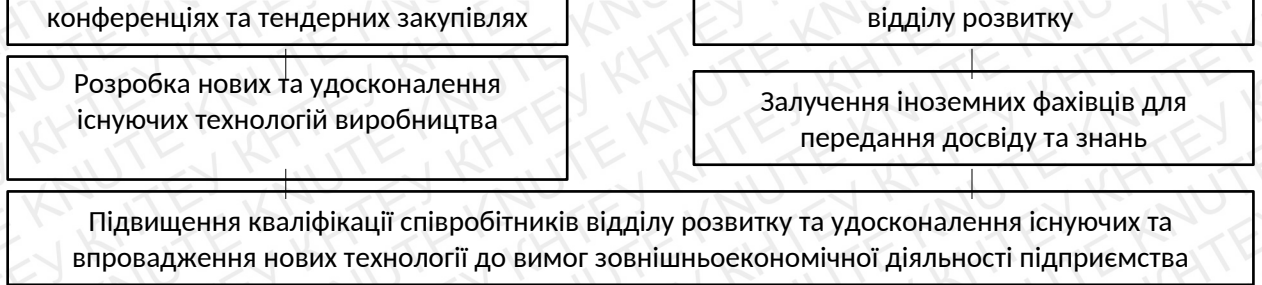 конференціях та тендерних закупівлях
відділу розвитку
Розробка нових та удосконалення
існуючих технологій виробництва
Залучення іноземних фахівців для
передання досвіду та знань
Підвищення кваліфікації співробітників відділу розвитку та удосконалення існуючих та
впровадження нових технології до вимог зовнішньоекономічної діяльності підприємства